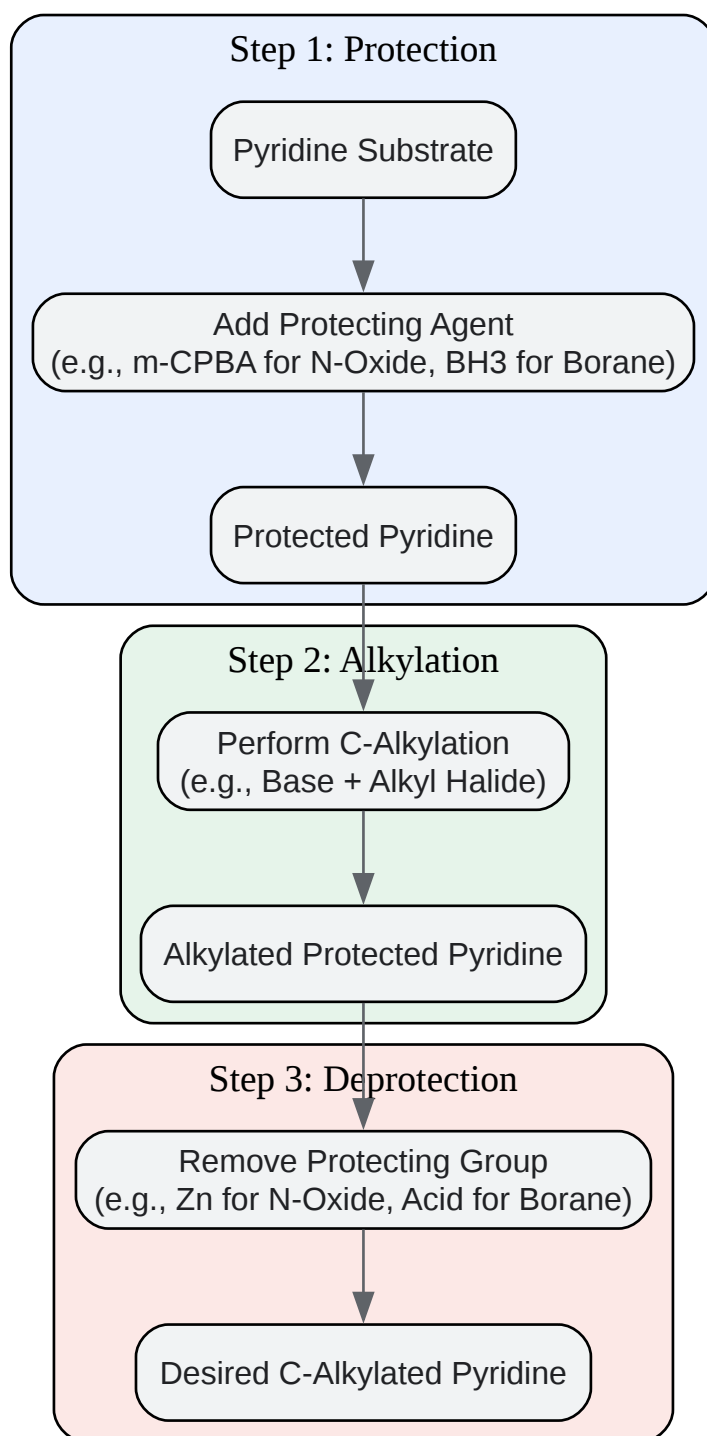 Step 1: Protection
Pyridine Substrate
Add Protecting Agent
(e.g., m-CPBA for N-Oxide, BH3 for Borane)
Protected Pyridine
Step 2: Alkylation
Perform C-Alkylation
(e.g., Base + Alkyl Halide)
Alkylated Protected Pyridine
Step 3: Deprotection
Remove Protecting Group
(e.g., Zn for N-Oxide, Acid for Borane)
Desired C-Alkylated Pyridine